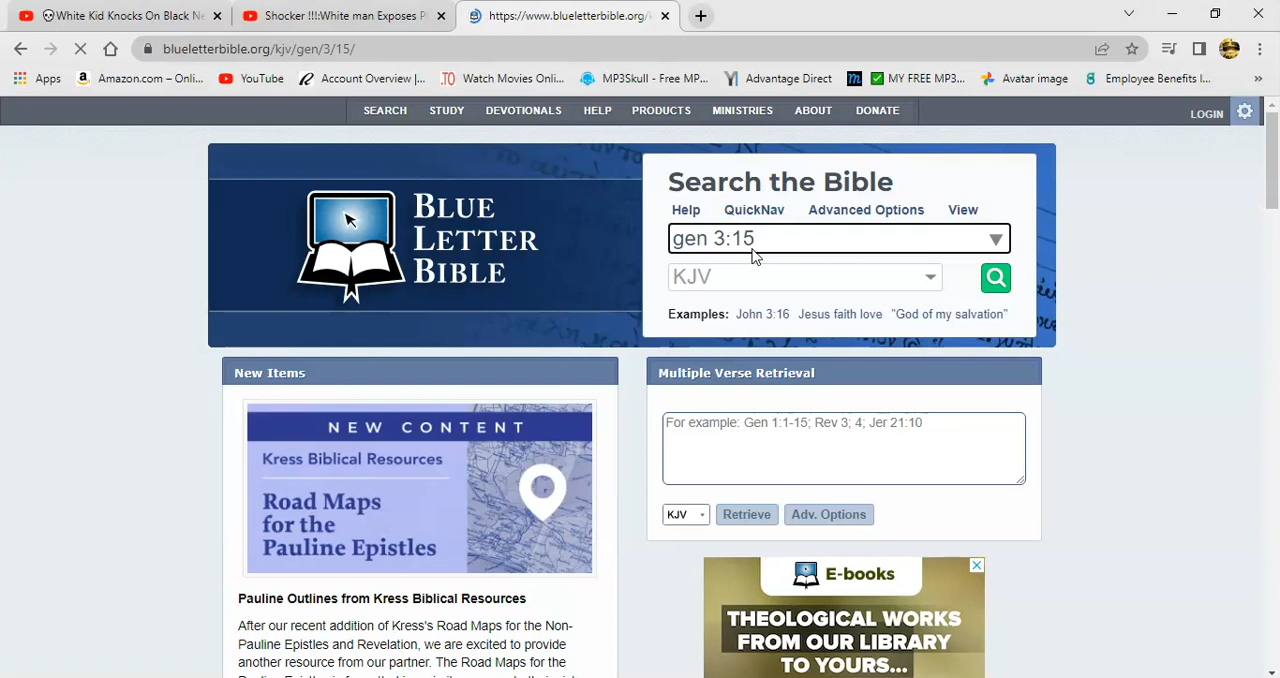 White Kid Knocks On Black Ne
Shocker !!!:White man Exposes P
https://www.blueletterbible.org/
blueletterbible.org/kjv/gen/3/15/
Apps
Amazon.com – Onli...
YouTube
Account Overview |...
Watch Movies Onli...
MP3Skull - Free MP...
Advantage Direct
MY FREE MP3...
Avatar image
Employee Benefits I...
SEARCH
STUDY
DEVOTIONALS
HELP
PRODUCTS
MINISTRIES
ABOUT
DONATE
LOGIN
BLUE
LETTER
BIBLE
Search the Bible
Help QuickNav Advanced Options View
gen 3:15
KJV
Examples: John 3:16 Jesus faith love "God of my salvation"
New Items
NEW CONTENT
Kress Biblical Resources
Road Maps
for the
Pauline Epistles
Pauline Outlines from Kress Biblical Resources
After our recent addition of Kress's Road Maps for the Non-
Pauline Epistles and Revelation, we are excited to provide
another resource from our partner. The Road Maps for the
Multiple Verse Retrieval
For example: Gen 1:1-15; Rev 3; 4; Jer 21:10
KJV
Retrieve
Adv. Options
E-books
THEOLOGICAL WORKS
FROM OUR LIBRARY
TO YOURS...